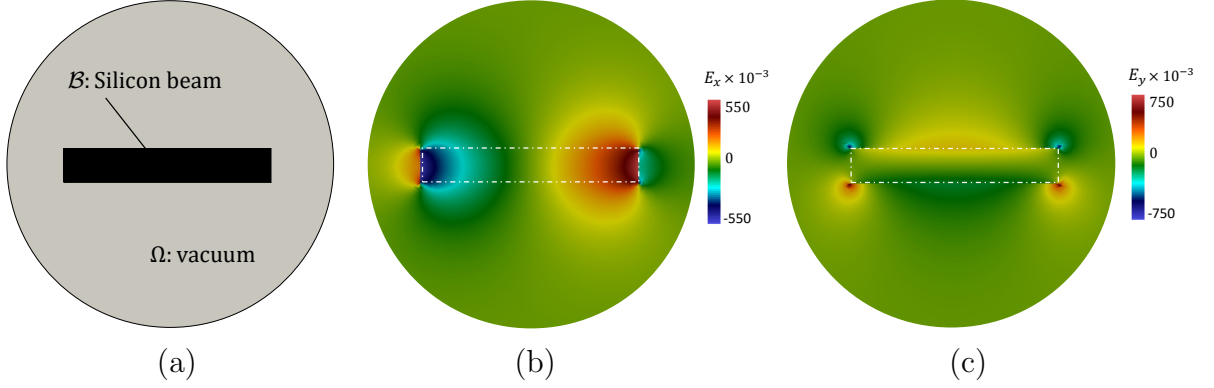 ℬ: Silicon beam
Ω: vacuum
(a)
E_x × 10⁻³
550
0
-550
(b)
E_y × 10⁻³
750
0
-750
(c)